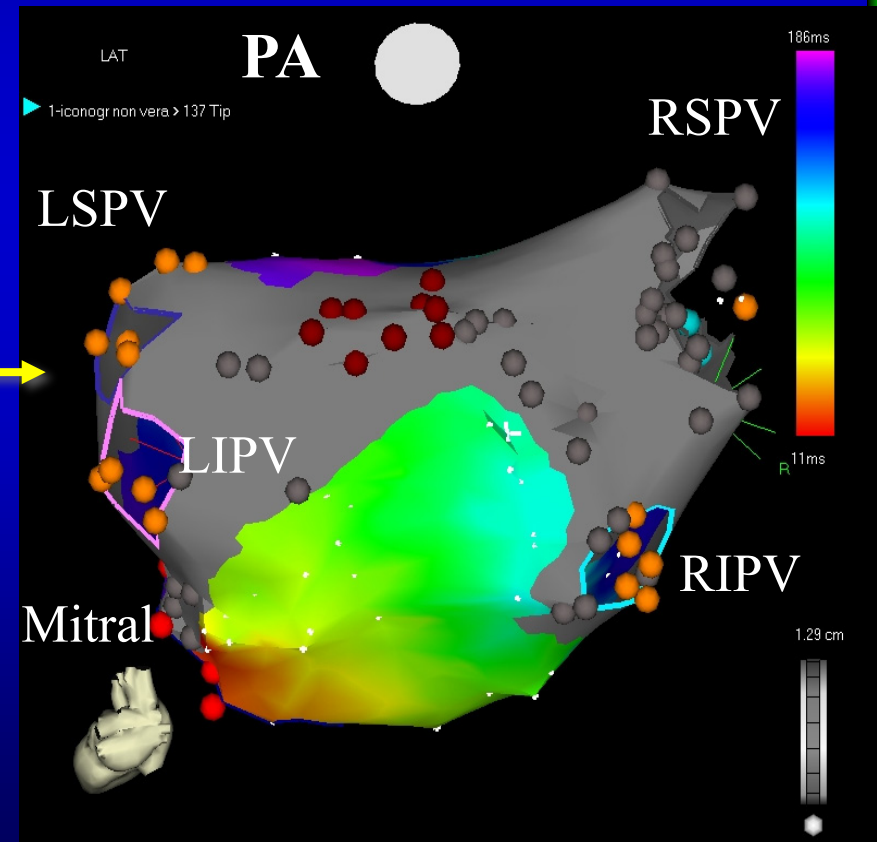 186ms
LAT
PA
1-iconogr non vera > 137 Tip
RSPV
LSPV
LIPV
11ms
R
RIPV
Mitral
1.29 cm